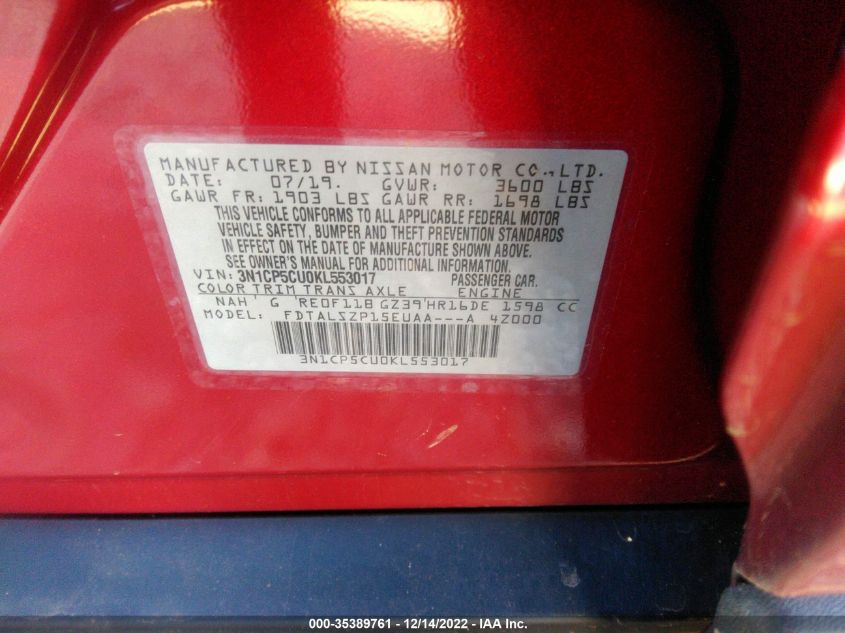 MANUFACTURED BY NISSAN MOTOR CO.,LTD.
DATE: 07/19. GVWR: 3600 LBS
GAWR FR: 1903 LBS GAWR RR: 1698 LBS
THIS VEHICLE CONFORMS TO ALL APPLICABLE FEDERAL MOTOR
VEHICLE SAFETY, BUMPER AND THEFT PREVENTION STANDARDS
IN EFFECT ON THE DATE OF MANUFACTURE SHOWN ABOVE.
SEE OWNER'S MANUAL FOR ADDITIONAL INFORMATION.
VIN: 3N1CP5CU0KL553017 PASSENGER CAR.
COLOR TRIM TRANS AXLE ENGINE
NAH G RE0F11B GZ39 HR16DE 1598 CC
MODEL: FDTALSZP15EUAA---A 4Z000
3N1CP5CU0KL553017
000-35389761 - 12/14/2022 - IAA Inc.